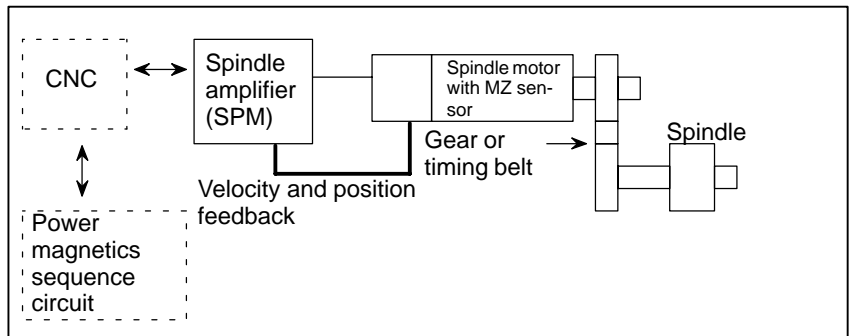 CNC
Spindle
amplifier
(SPM)
Spindle motor
with MZ sen-
sor
Gear or
timing belt
Spindle
Velocity and position
feedback
Power
magnetics
sequence
circuit